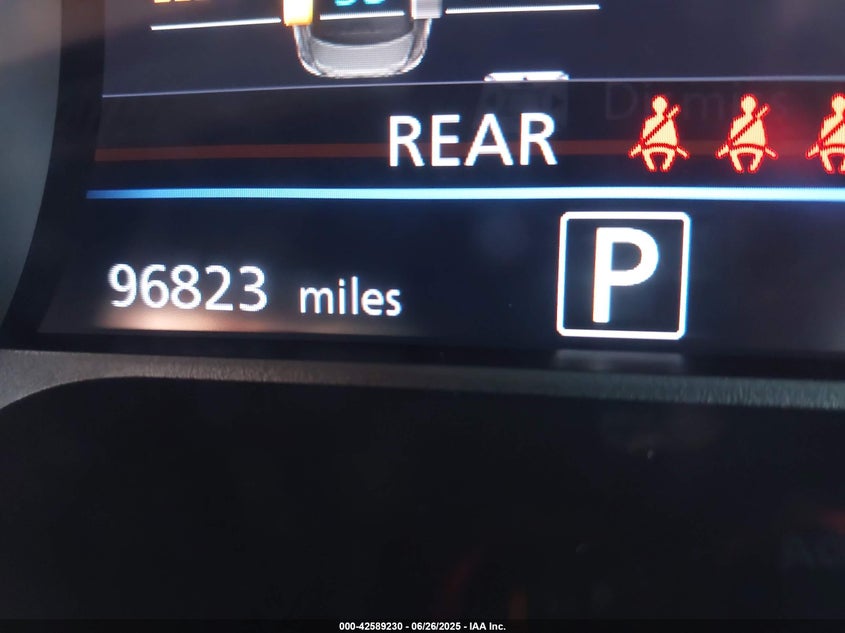 REAR
96823 miles
P
000-42589230 - 06/26/2025 - IAA Inc.